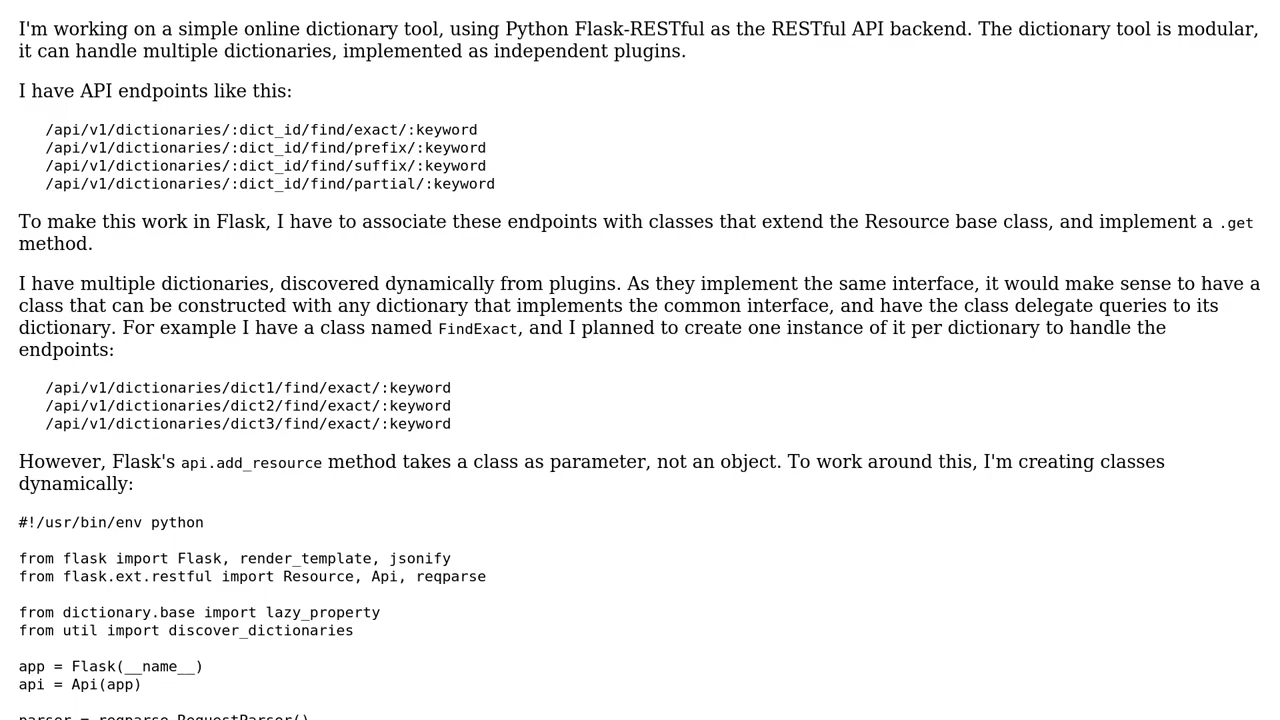 I'm working on a simple online dictionary tool, using Python Flask-RESTful as the RESTful API backend. The dictionary tool is modular,
it can handle multiple dictionaries, implemented as independent plugins.
I have API endpoints like this:
/api/v1/dictionaries/:dict_id/find/exact/:keyword
/api/v1/dictionaries/:dict_id/find/prefix/:keyword
/api/v1/dictionaries/:dict_id/find/suffix/:keyword
/api/v1/dictionaries/:dict_id/find/partial/:keyword
To make this work in Flask, I have to associate these endpoints with classes that extend the Resource base class, and implement a .get
method.
I have multiple dictionaries, discovered dynamically from plugins. As they implement the same interface, it would make sense to have a
class that can be constructed with any dictionary that implements the common interface, and have the class delegate queries to its
dictionary. For example I have a class named FindExact, and I planned to create one instance of it per dictionary to handle the
endpoints:
/api/v1/dictionaries/dict1/find/exact/:keyword
/api/v1/dictionaries/dict2/find/exact/:keyword
/api/v1/dictionaries/dict3/find/exact/:keyword
However, Flask's api.add_resource method takes a class as parameter, not an object. To work around this, I'm creating classes
dynamically:
#!/usr/bin/env python
from flask import Flask, render_template, jsonify
from flask.ext.restful import Resource, Api, reqparse
from dictionary.base import lazy_property
from util import discover_dictionaries
app = Flask(__name__)
api = Api(app)
parser = reqparse.RequestParser()